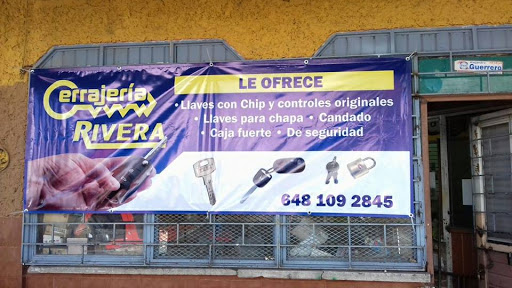 Cerrajería
RIVERA
LE OFRECE
• Llaves con Chip y controles originales
• Llaves para chapa • Candado
• Caja fuerte • De seguridad
648 109 2845
Guerrero